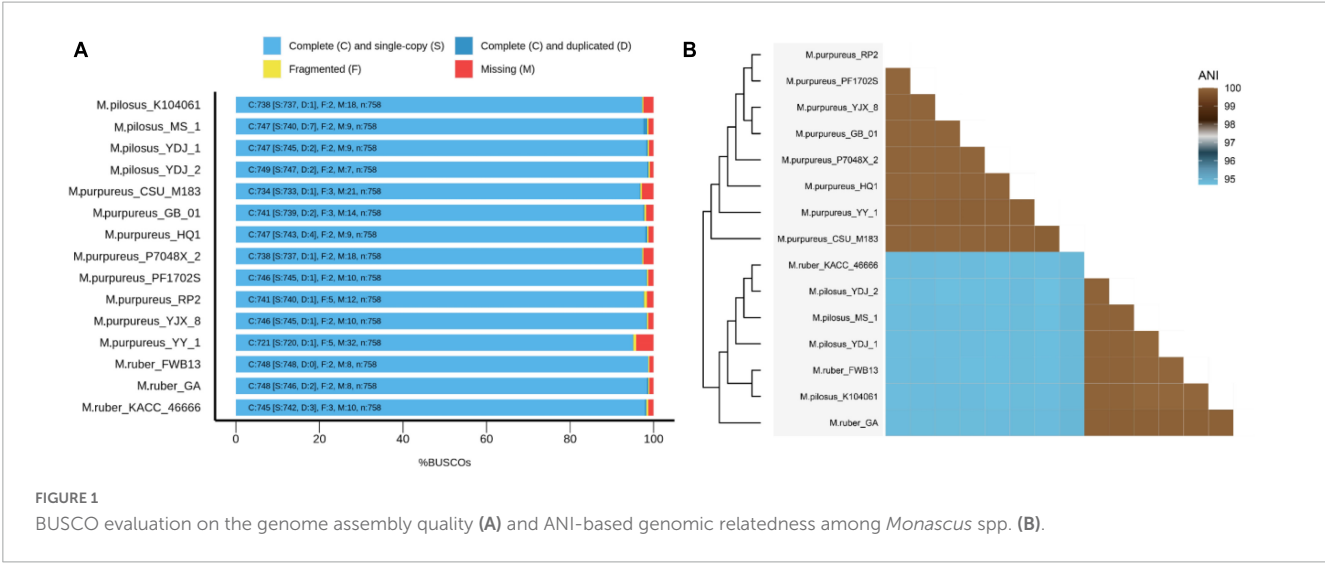 A
Complete (C) and single-copy (S)
Complete (C) and duplicated (D)
Fragmented (F)
Missing (M)
M.pilosus_K104061
C:738 [S:737, D:1], F:2, M:18, n:758
M.pilosus_MS_1
C:747 [S:740, D:7], F:2, M:9, n:758
M.pilosus_YDJ_1
C:747 [S:745, D:2], F:2, M:9, n:758
M.pilosus_YDJ_2
C:749 [S:747, D:2], F:2, M:7, n:758
M.purpureus_CSU_M183
C:734 [S:733, D:1], F:3, M:21, n:758
M.purpureus_GB_01
C:741 [S:739, D:2], F:3, M:14, n:758
M.purpureus_HQ1
C:747 [S:743, D:4], F:2, M:9, n:758
M.purpureus_P7048X_2
C:738 [S:737, D:1], F:2, M:18, n:758
M.purpureus_PF1702S
C:746 [S:745, D:1], F:2, M:10, n:758
M.purpureus_RP2
C:741 [S:740, D:1], F:5, M:12, n:758
M.purpureus_YJX_8
C:746 [S:745, D:1], F:2, M:10, n:758
M.purpureus_YY_1
C:721 [S:720, D:1], F:5, M:32, n:758
M.ruber_FWB13
C:748 [S:748, D:0], F:2, M:8, n:758
M.ruber_GA
C:748 [S:746, D:2], F:2, M:8, n:758
M.ruber_KACC_46666
C:745 [S:742, D:3], F:3, M:10, n:758
0 20 40 60 80 100
%BUSCOs
B
M.purpureus_RP2
M.purpureus_PF1702S
M.purpureus_YJX_8
M.purpureus_GB_01
M.purpureus_P7048X_2
M.purpureus_HQ1
M.purpureus_YY_1
M.purpureus_CSU_M183
M.ruber_KACC_46666
M.pilosus_YDJ_2
M.pilosus_MS_1
M.pilosus_YDJ_1
M.ruber_FWB13
M.pilosus_K104061
M.ruber_GA
ANI
100
99
98
97
96
95
FIGURE 1
BUSCO evaluation on the genome assembly quality (A) and ANI-based genomic relatedness among Monascus spp. (B).